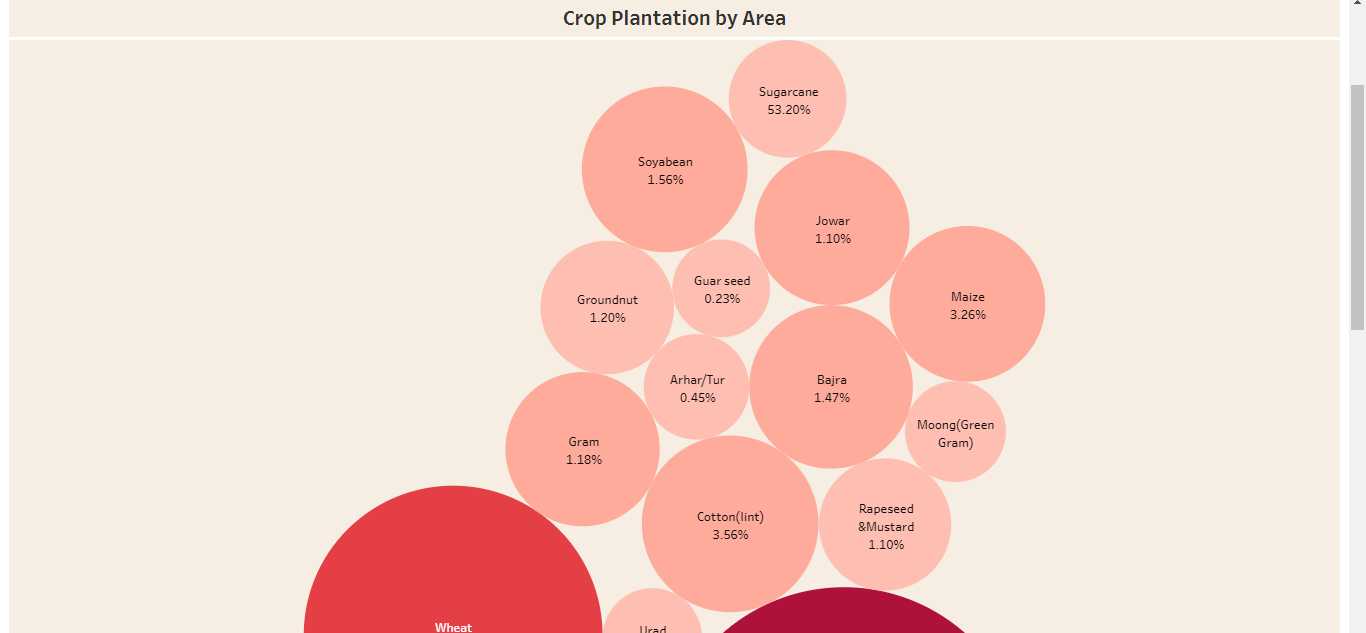 Crop Plantation by Area
Sugarcane
53.20%
Soyabean
1.56%
Jowar
1.10%
Guar seed
0.23%
Groundnut
1.20%
Maize
3.26%
Arhar/Tur
0.45%
Bajra
1.47%
Moong(Green
Gram)
Gram
1.18%
Cotton(lint)
3.56%
Rapeseed
&Mustard
1.10%
Wheat
Urad